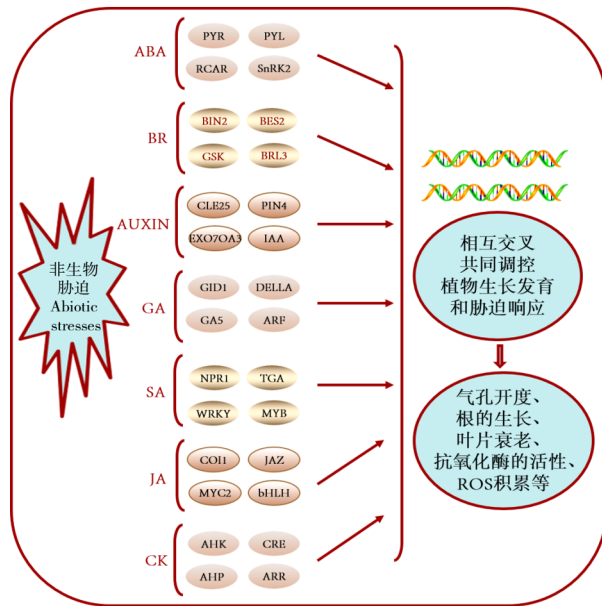 非生物
胁迫
Abiotic
stresses
ABA
PYR PYL
RCAR SnRK2
BR
BIN2 BES2
GSK BRL3
AUXIN
CLE25 PIN4
EXO7OA3 IAA
GA
GID1 DELLA
GA5 ARF
SA
NPR1 TGA
WRKY MYB
JA
COI1 JAZ
MYC2 bHLH
CK
AHK CRE
AHP ARR
相互交叉
共同调控
植物生长发育
和胁迫响应
气孔开度、
根的生长、
叶片衰老、
抗氧化酶的活性、
ROS积累等